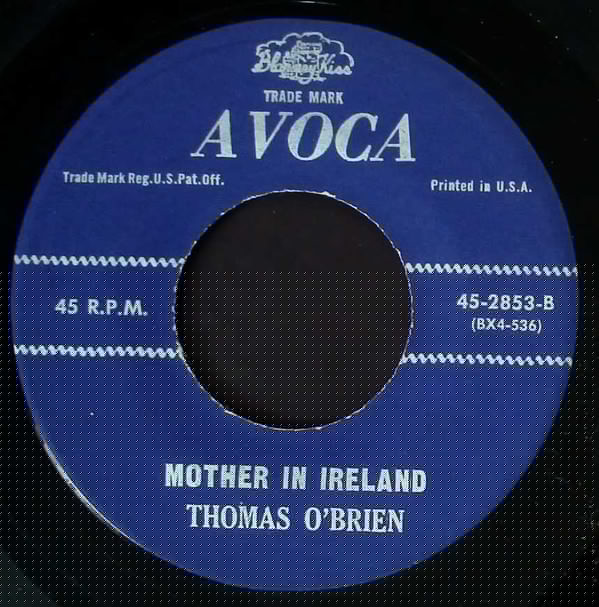 Blarney Kiss
TRADE MARK
AVOCA
Trade Mark Reg.U.S.Pat.Off.
Printed in U.S.A.
45 R.P.M.
45-2853-B
(BX4-536)
MOTHER IN IRELAND
THOMAS O'BRIEN